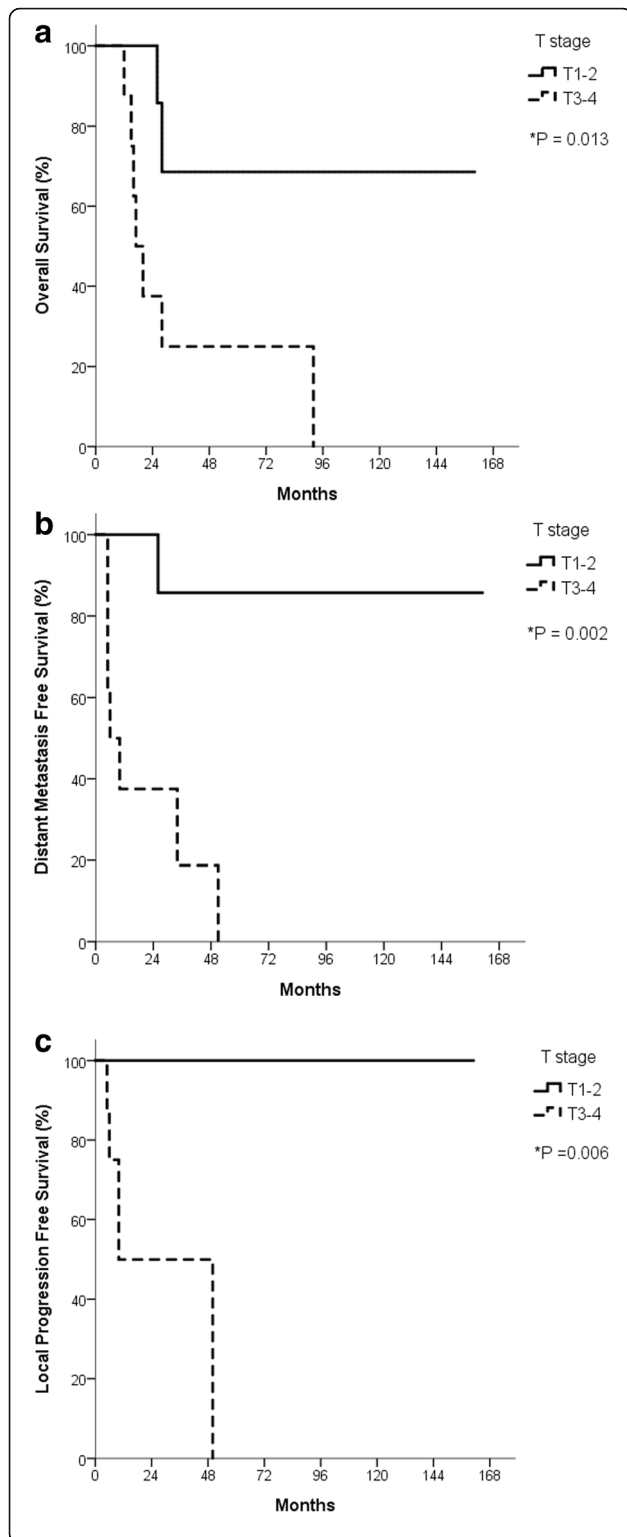 a
T stage
T1-2
T3-4
*P = 0.013
Overall Survival (%)
100
80
60
40
20
0
0 24 48 72 96 120 144 168
Months
b
T stage
T1-2
T3-4
*P = 0.002
Distant Metastasis Free Survival (%)
100
80
60
40
20
0
0 24 48 72 96 120 144 168
Months
c
T stage
T1-2
T3-4
*P =0.006
Local Progression Free Survival (%)
100
80
60
40
20
0
0 24 48 72 96 120 144 168
Months